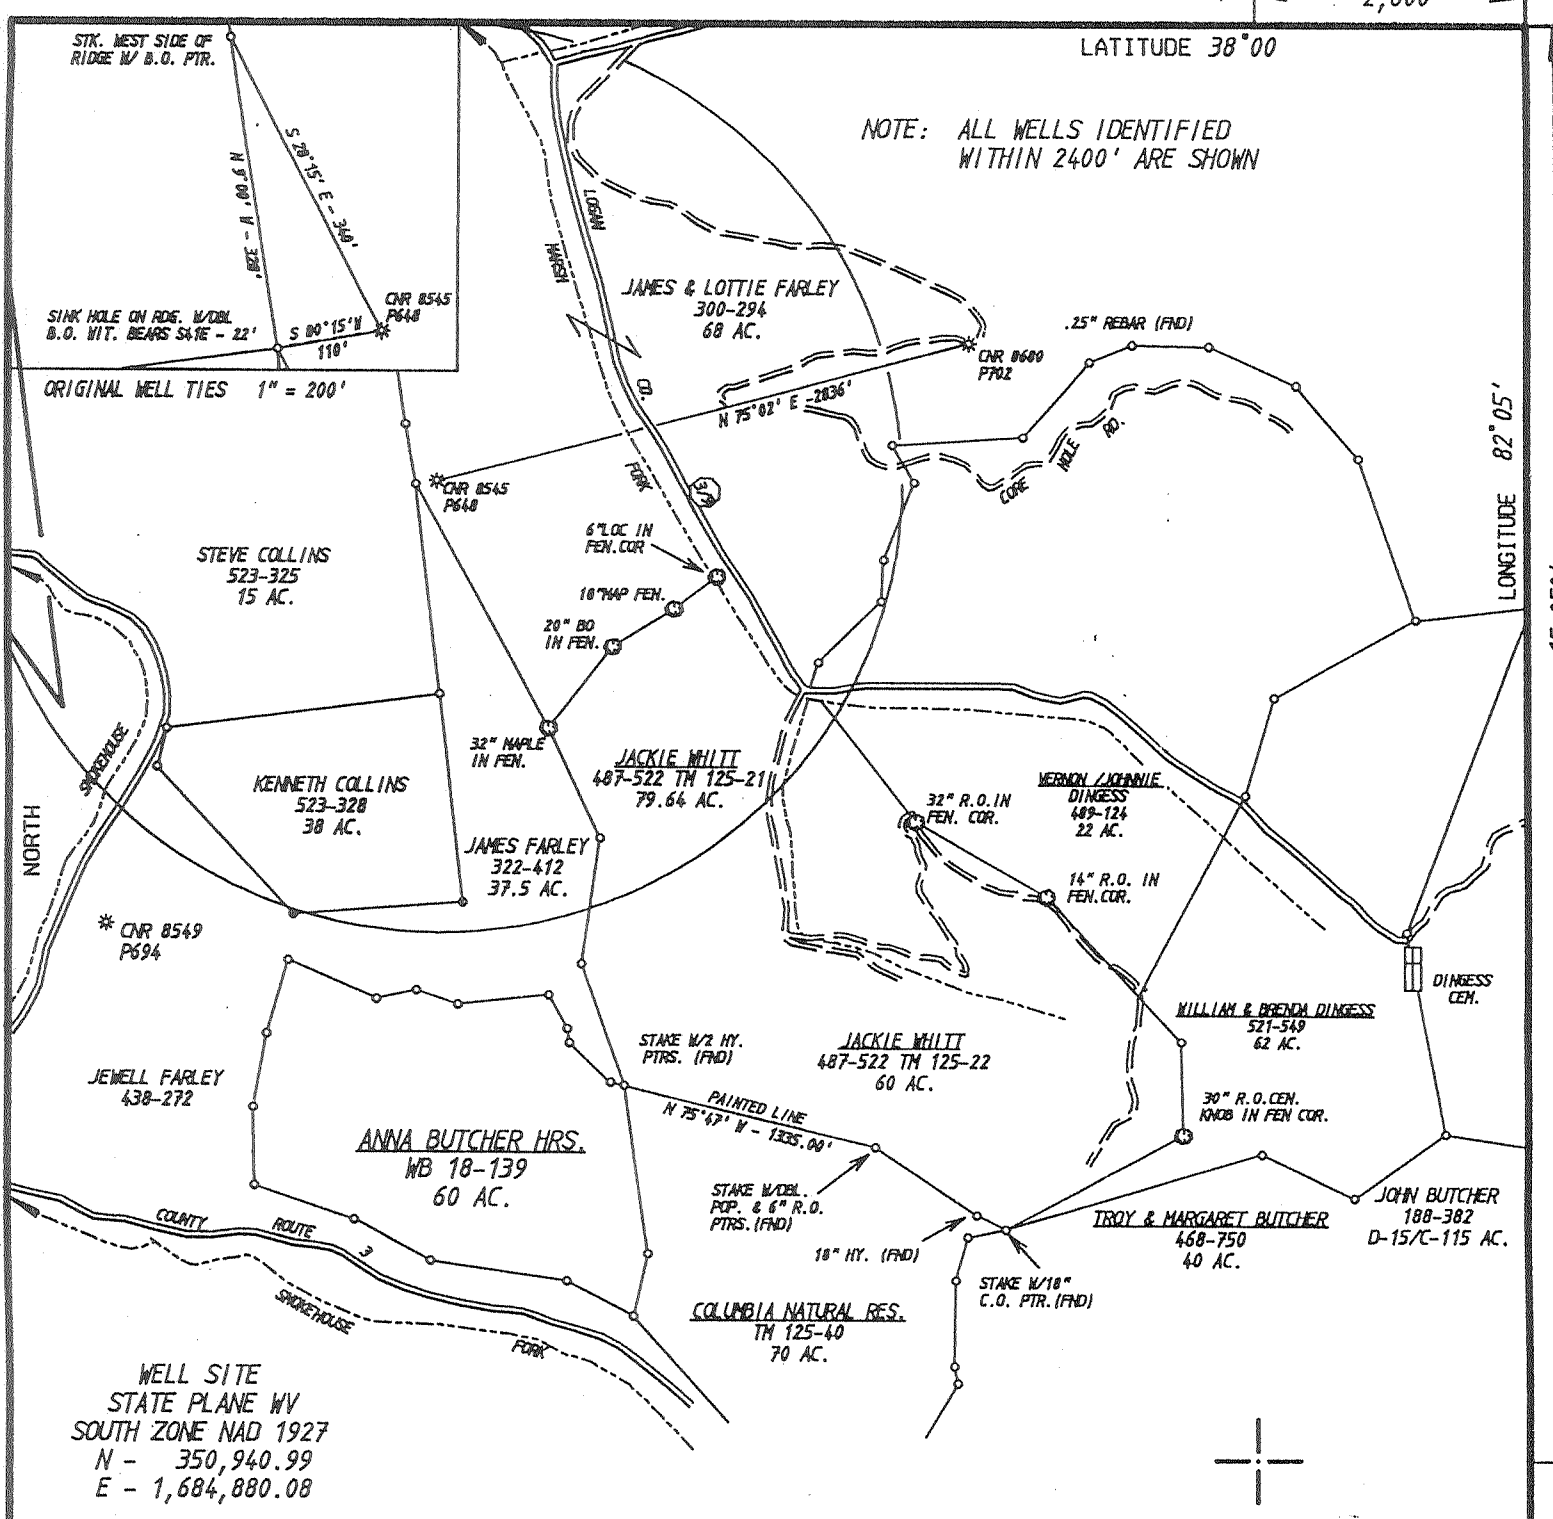 2,000
LATITUDE 38°00
STK. WEST SIDE OF
RIDGE W/ B.O. PTR.
S 28°15' E - 340'
N 9°00' W - 320'
SINK HOLE ON RDG. W/DBL
B.O. WIT. BEARS S41E - 22'
S 80°15'W
110'
CNR 8545
P648
ORIGINAL WELL TIES 1" = 200'
NOTE: ALL WELLS IDENTIFIED
WITHIN 2400' ARE SHOWN
LOGAN
CO.
MARSH
FORK
JAMES & LOTTIE FARLEY
300-294
68 AC.
.25" REBAR (FND)
CNR 8680
P702
N 75°02' E -2836'
CORE HOLE RD.
LONGITUDE 82°05'
CNR 8545
P648
3/9
6"LOC IN
FEN.COR
18"MAP FEN.
20" BO
IN FEN.
32" MAPLE
IN FEN.
STEVE COLLINS
523-325
15 AC.
SMOKEHOUSE
NORTH
KENNETH COLLINS
523-328
38 AC.
JACKIE WHITT
487-522 TM 125-21
79.64 AC.
JAMES FARLEY
322-412
37.5 AC.
32" R.O.IN
FEN. COR.
VERNON /JOHNNIE
DINGESS
489-124
22 AC.
14" R.O. IN
FEN.COR.
CNR 8549
P694
DINGESS
CEM.
WILLIAM & BRENDA DINGESS
521-549
62 AC.
STAKE W/2 HY.
PTRS. (FND)
JACKIE WHITT
487-522 TM 125-22
60 AC.
JEWELL FARLEY
438-272
PAINTED LINE
N 75°47' W - 1335.00'
30" R.O.CEN.
KNOB IN FEN COR.
ANNA BUTCHER HRS.
WB 18-139
60 AC.
STAKE W/DBL.
POP. & 6" R.O.
PTRS.(FND)
18" HY. (FND)
TROY & MARGARET BUTCHER
468-750
40 AC.
JOHN BUTCHER
188-382
D-15/C-115 AC.
COUNTY ROUTE 3
STAKE W/18"
C.O. PTR.(FND)
SMOKEHOUSE
FORK
COLUMBIA NATURAL RES.
TM 125-40
70 AC.
WELL SITE
STATE PLANE WV
SOUTH ZONE NAD 1927
N - 350,940.99
E - 1,684,880.08